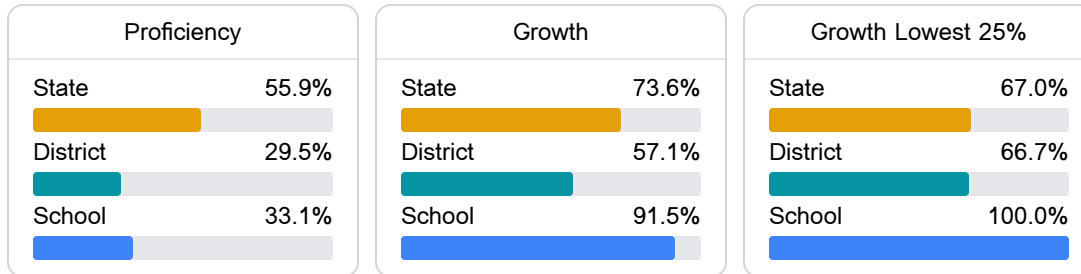 Proficiency
State 55.9%
District 29.5%
School 33.1%
Growth
State 73.6%
District 57.1%
School 91.5%
Growth Lowest 25%
State 67.0%
District 66.7%
School 100.0%